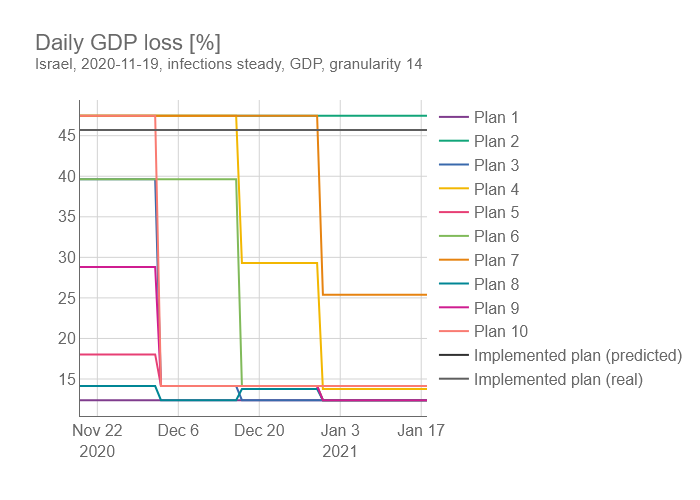 Daily GDP loss [%]
Israel, 2020-11-19, infections steady, GDP, granularity 14
45
40
35
30
25
20
15
Nov 22 Dec 6 Dec 20 Jan 3 Jan 17
2020 2021
Plan 1
Plan 2
Plan 3
Plan 4
Plan 5
Plan 6
Plan 7
Plan 8
Plan 9
Plan 10
Implemented plan (predicted)
Implemented plan (real)